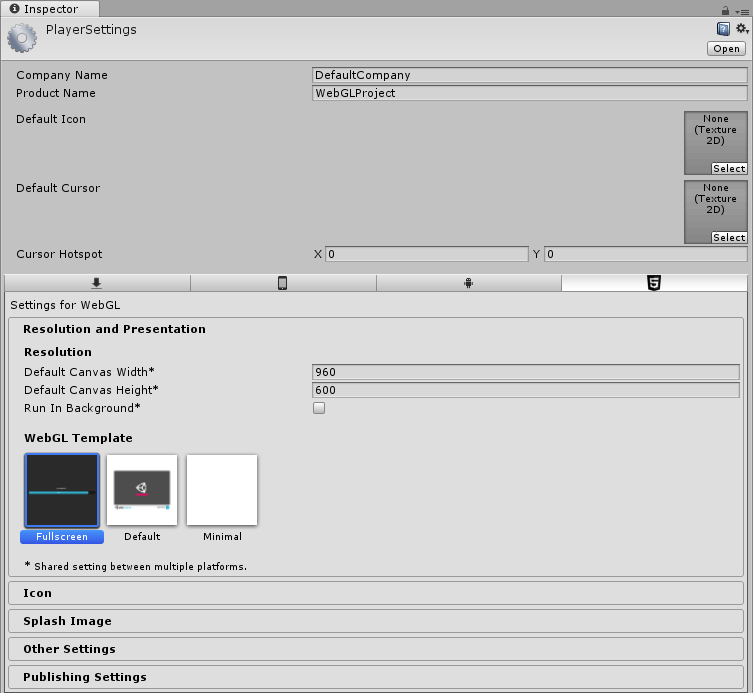 Inspector
PlayerSettings
Open
Company Name DefaultCompany
Product Name WebGLProject
Default Icon
None
(Texture
2D)
Select
Default Cursor
None
(Texture
2D)
Select
Cursor Hotspot X 0 Y 0
Settings for WebGL
Resolution and Presentation
Resolution
Default Canvas Width* 960
Default Canvas Height* 600
Run In Background*
WebGL Template
Fullscreen Default Minimal
* Shared setting between multiple platforms.
Icon
Splash Image
Other Settings
Publishing Settings